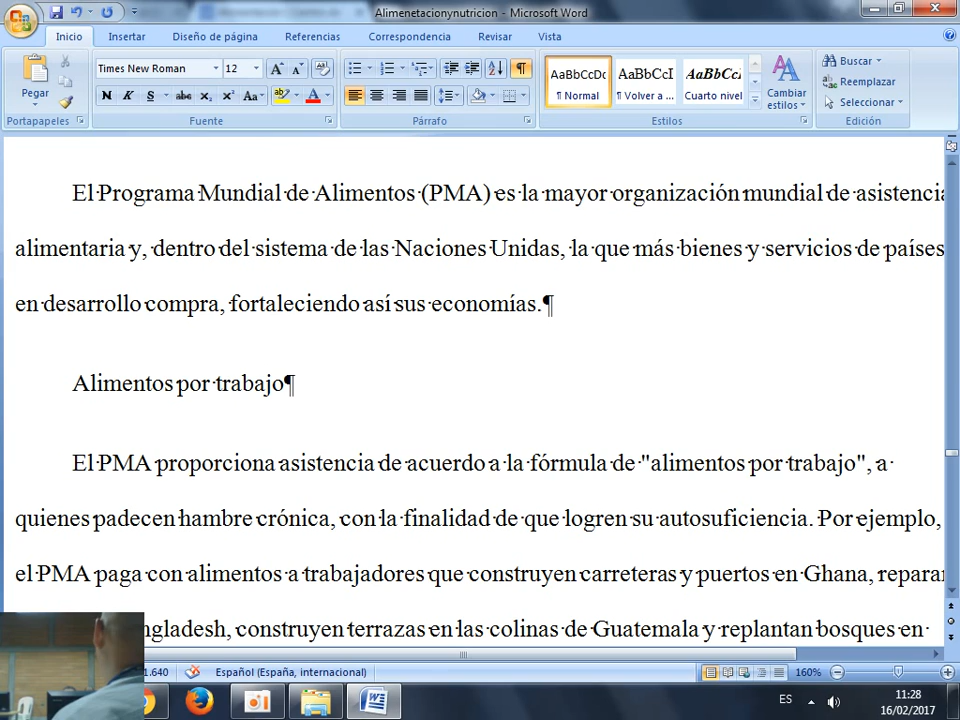 Alimenetacionynutricion - Microsoft Word
Inicio Insertar Diseño de página Referencias Correspondencia Revisar Vista
Pegar
Times New Roman 12
AaBbCcDc AaBbCcI AaBbCc.
¶ Normal ¶ Volver a ... Cuarto nivel
Cambiar estilos
Buscar
Reemplazar
Seleccionar
Portapapeles Fuente Párrafo Estilos Edición
El Programa Mundial de Alimentos (PMA) es la mayor organización mundial de asistencia
alimentaria y, dentro del sistema de las Naciones Unidas, la que más bienes y servicios de países
en desarrollo compra, fortaleciendo así sus economías.¶
Alimentos por trabajo¶
El PMA proporciona asistencia de acuerdo a la fórmula de "alimentos por trabajo", a
quienes padecen hambre crónica, con la finalidad de que logren su autosuficiencia. Por ejemplo,
el PMA paga con alimentos a trabajadores que construyen carreteras y puertos en Ghana, reparan
ngladesh, construyen terrazas en las colinas de Guatemala y replantan bosques en
1.640 Español (España, internacional) 160%
ES 11:28
16/02/2017